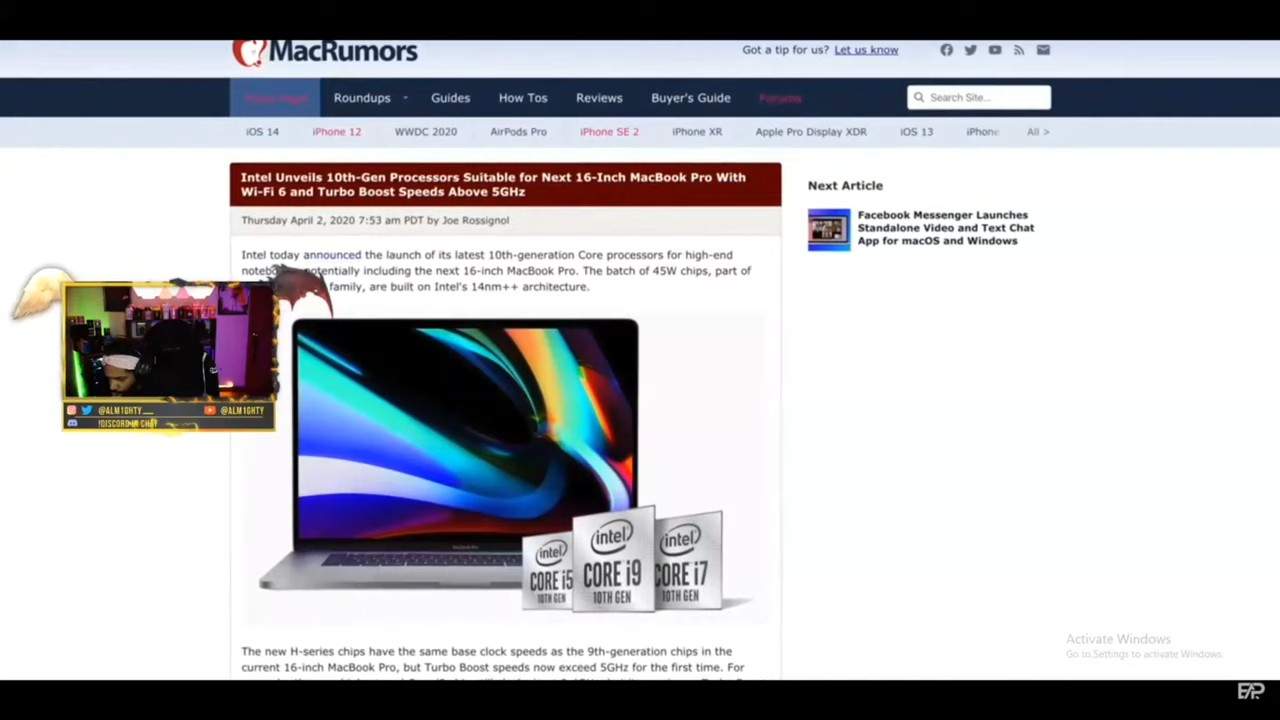 MacRumors
Got a tip for us? Let us know
Front Page Roundups Guides How Tos Reviews Buyer's Guide Forums
Search Site...
iOS 14 iPhone 12 WWDC 2020 AirPods Pro iPhone SE 2 iPhone XR Apple Pro Display XDR iOS 13 iPhone All >
Intel Unveils 10th-Gen Processors Suitable for Next 16-Inch MacBook Pro With
Wi-Fi 6 and Turbo Boost Speeds Above 5GHz
Thursday April 2, 2020 7:53 am PDT by Joe Rossignol
Intel today announced the launch of its latest 10th-generation Core processors for high-end
potentially including the next 16-inch MacBook Pro. The batch of 45W chips, part of
family, are built on Intel's 14nm++ architecture.
Next Article
Facebook Messenger Launches
Standalone Video and Text Chat
App for macOS and Windows
@ALM1GHTY__ @ALM1GHTY
!DISCORD IN CHAT
intel
CORE i5
10TH GEN
intel
CORE i9
10TH GEN
intel
CORE i7
10TH GEN
The new H-series chips have the same base clock speeds as the 9th-generation chips in the
current 16-inch MacBook Pro, but Turbo Boost speeds now exceed 5GHz for the first time. For
Activate Windows
Go to Settings to activate Windows.
EAP